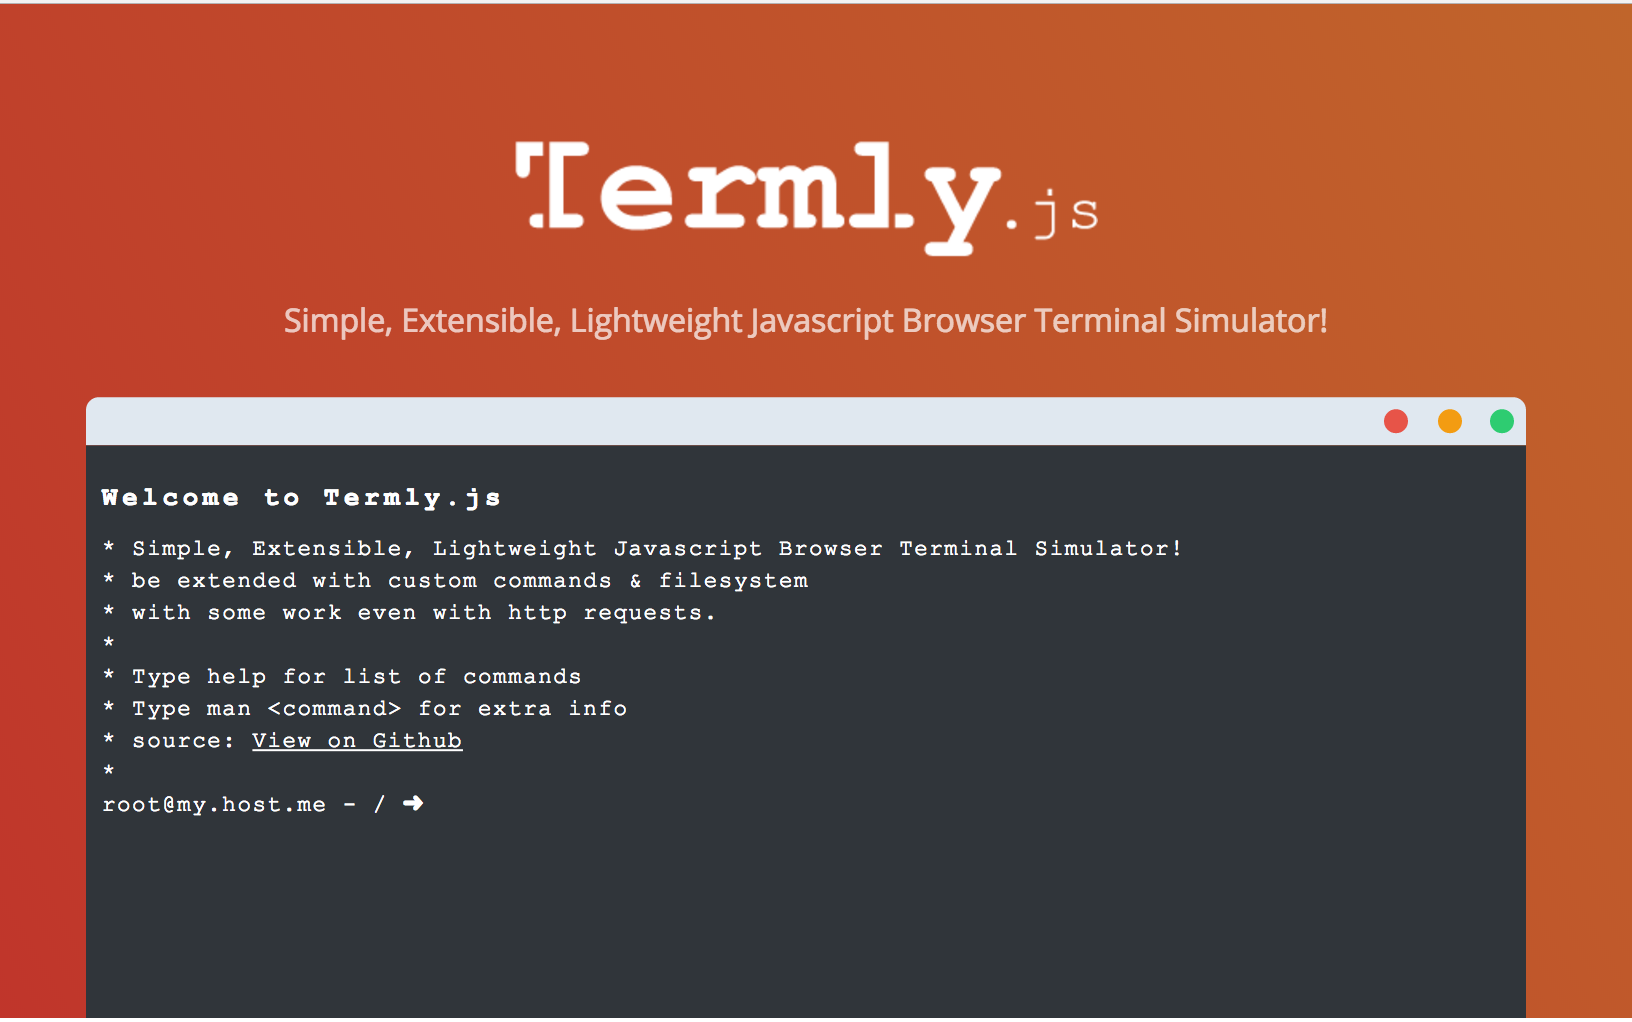 Termly.js
Simple, Extensible, Lightweight Javascript Browser Terminal Simulator!
Welcome to Termly.js
* Simple, Extensible, Lightweight Javascript Browser Terminal Simulator!
* be extended with custom commands & filesystem
* with some work even with http requests.
*
* Type help for list of commands
* Type man <command> for extra info
* source: View on Github
*
root@my.host.me - / ➜